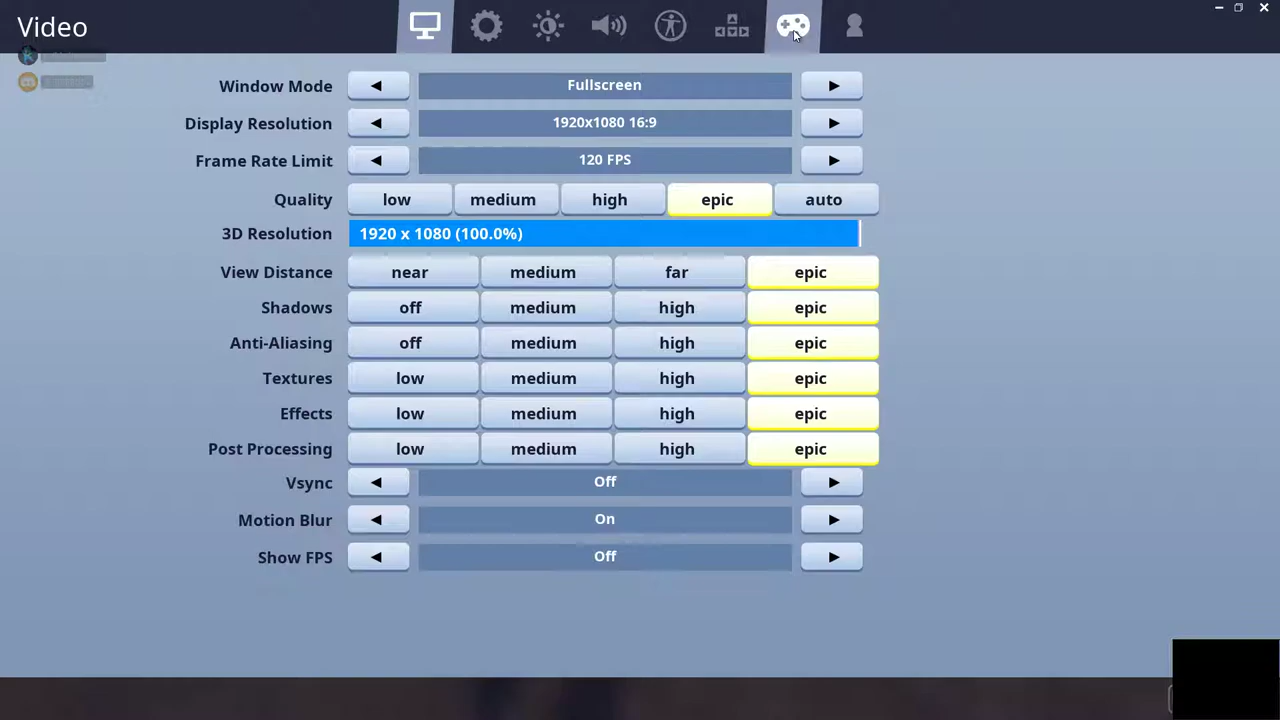 Video
Window Mode ◄ Fullscreen ►
Display Resolution ◄ 1920x1080 16:9 ►
Frame Rate Limit ◄ 120 FPS ►
Quality low medium high epic auto
3D Resolution 1920 x 1080 (100.0%)
View Distance near medium far epic
Shadows off medium high epic
Anti-Aliasing off medium high epic
Textures low medium high epic
Effects low medium high epic
Post Processing low medium high epic
Vsync ◄ Off ►
Motion Blur ◄ On ►
Show FPS ◄ Off ►